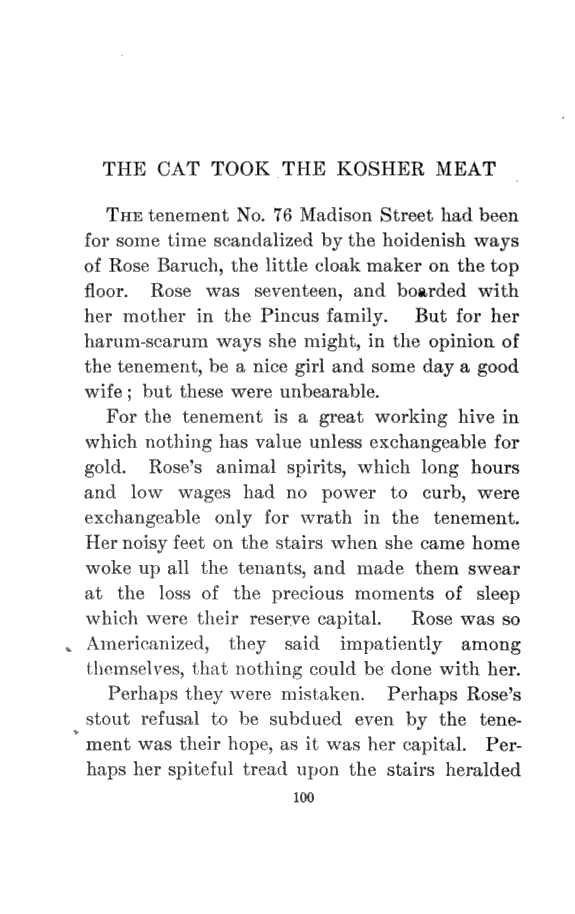 THE CAT TOOK THE KOSHER MEAT
THE tenement No. 76 Madison Street had been
for some time scandalized by the hoidenish ways
of Rose Baruch, the little cloak maker on the top
floor. Rose was seventeen, and boarded with
her mother in the Pincus family. But for her
harum-scarum ways she might, in the opinion of
the tenement, be a nice girl and some day a good
wife ; but these were unbearable.
For the tenement is a great working hive in
which nothing has value unless exchangeable for
gold. Rose's animal spirits, which long hours
and low wages had no power to curb, were
exchangeable only for wrath in the tenement.
Her noisy feet on the stairs when she came home
woke up all the tenants, and made them swear
at the loss of the precious moments of sleep
which were their reserve capital. Rose was so
Americanized, they said impatiently among
themselves, that nothing could be done with her.
Perhaps they were mistaken. Perhaps Rose's
stout refusal to be subdued even by the tene-
ment was their hope, as it was her capital. Per-
haps her spiteful tread upon the stairs heralded
100